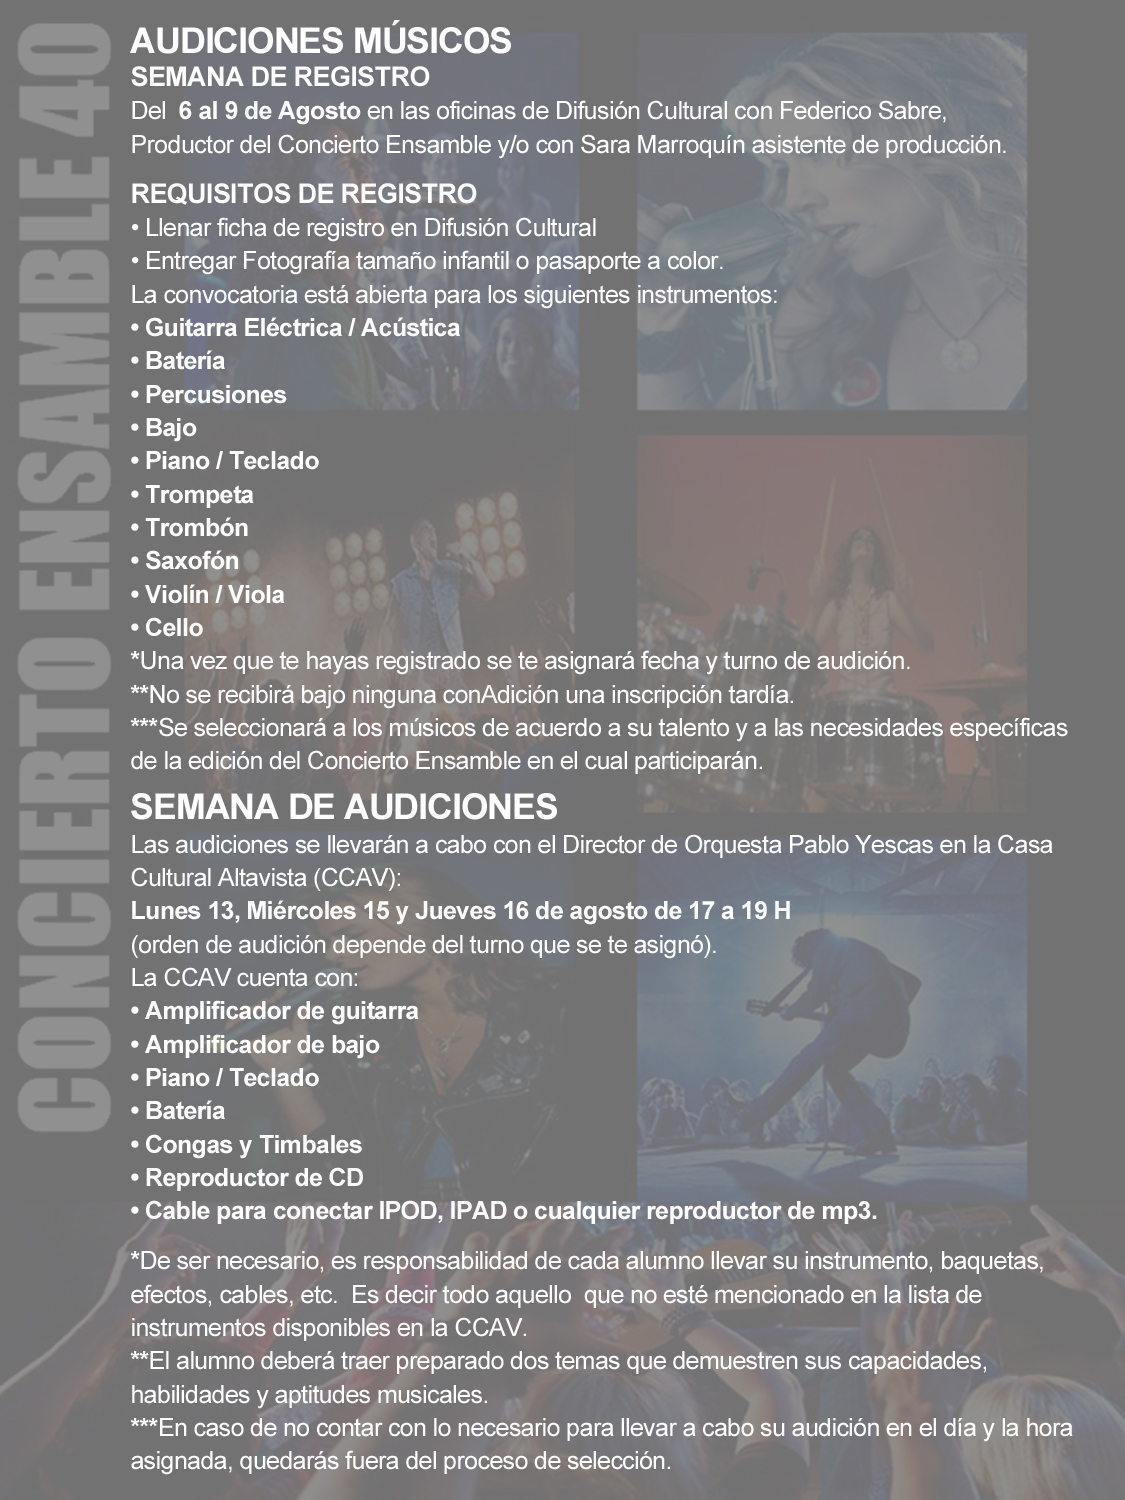 CONCIERTO ENSAMBLE 40
AUDICIONES MÚSICOS
SEMANA DE REGISTRO
Del  6 al 9 de Agosto en las oficinas de Difusión Cultural con Federico Sabre,
Productor del Concierto Ensamble y/o con Sara Marroquín asistente de producción.
REQUISITOS DE REGISTRO
• Llenar ficha de registro en Difusión Cultural
• Entregar Fotografía tamaño infantil o pasaporte a color.
La convocatoria está abierta para los siguientes instrumentos:
• Guitarra Eléctrica / Acústica
• Batería
• Percusiones
• Bajo
• Piano / Teclado
• Trompeta
• Trombón
• Saxofón
• Violín / Viola
• Cello
*Una vez que te hayas registrado se te asignará fecha y turno de audición.
**No se recibirá bajo ninguna conAdición una inscripción tardía.
***Se seleccionará a los músicos de acuerdo a su talento y a las necesidades específicas
de la edición del Concierto Ensamble en el cual participarán.
SEMANA DE AUDICIONES
Las audiciones se llevarán a cabo con el Director de Orquesta Pablo Yescas en la Casa
Cultural Altavista (CCAV):
Lunes 13, Miércoles 15 y Jueves 16 de agosto de 17 a 19 H
(orden de audición depende del turno que se te asignó).
La CCAV cuenta con:
• Amplificador de guitarra
• Amplificador de bajo
• Piano / Teclado
• Batería
• Congas y Timbales
• Reproductor de CD
• Cable para conectar IPOD, IPAD o cualquier reproductor de mp3.
*De ser necesario, es responsabilidad de cada alumno llevar su instrumento, baquetas,
efectos, cables, etc.  Es decir todo aquello  que no esté mencionado en la lista de
instrumentos disponibles en la CCAV.
**El alumno deberá traer preparado dos temas que demuestren sus capacidades,
habilidades y aptitudes musicales.
***En caso de no contar con lo necesario para llevar a cabo su audición en el día y la hora
asignada, quedarás fuera del proceso de selección.